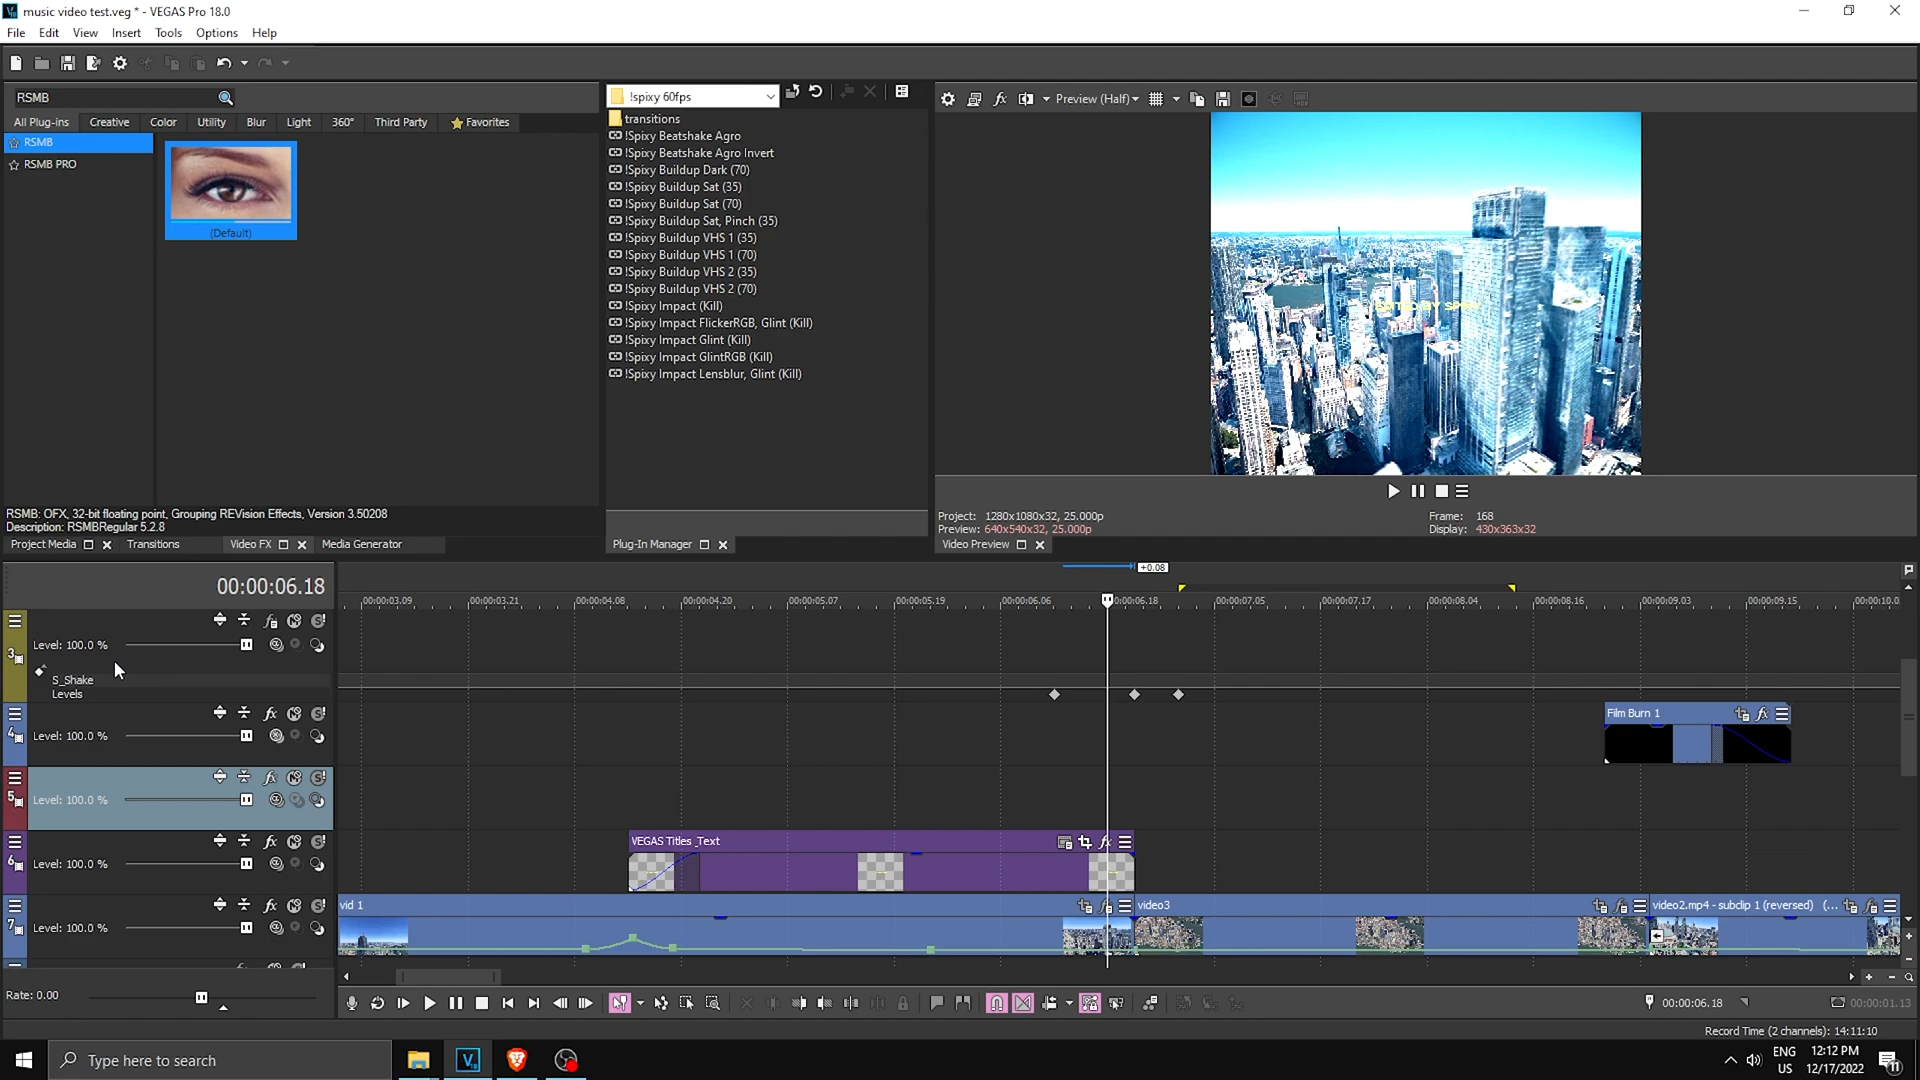 music video test.veg * - VEGAS Pro 18.0
File Edit View Insert Tools Options Help
RSMB
All Plug-ins Creative Color Utility Blur Light 360° Third Party Favorites
RSMB
RSMB PRO
(Default)
RSMB: OFX, 32-bit floating point, Grouping REVision Effects, Version 3.50208
Description: RSMBRegular 5.2.8
Project Media Transitions Video FX Media Generator
!spixy 60fps
transitions
!Spixy Beatshake Agro
!Spixy Beatshake Agro Invert
!Spixy Buildup Dark (70)
!Spixy Buildup Sat (35)
!Spixy Buildup Sat (70)
!Spixy Buildup Sat, Pinch (35)
!Spixy Buildup VHS 1 (35)
!Spixy Buildup VHS 1 (70)
!Spixy Buildup VHS 2 (35)
!Spixy Buildup VHS 2 (70)
!Spixy Impact (Kill)
!Spixy Impact FlickerRGB, Glint (Kill)
!Spixy Impact Glint (Kill)
!Spixy Impact GlintRGB (Kill)
!Spixy Impact Lensblur, Glint (Kill)
Plug-In Manager
Preview (Half)
Project: 1280x1080x32, 25.000p
Preview: 640x540x32, 25.000p
Frame: 168
Display: 430x363x32
Video Preview
+0.08
00:00:06.18
00:00:03.09 00:00:03.21 00:00:04.08 00:00:04.20 00:00:05.07 00:00:05.19 00:00:06.06 00:00:06.18 00:00:07.05 00:00:07.17 00:00:08.04 00:00:08.16 00:00:09.03 00:00:09.15 00:00:10.0
3
Level: 100.0 %
S_Shake
Levels
4
Level: 100.0 %
Film Burn 1
5
Level: 100.0 %
6
Level: 100.0 %
VEGAS Titles_Text
7
Level: 100.0 %
vid 1
video3
video2.mp4 - subclip 1 (reversed) (...
Rate: 0.00
00:00:06.18
00:00:01.13
Record Time (2 channels): 14:11:10
Type here to search
ENG
US
12:12 PM
12/17/2022
11